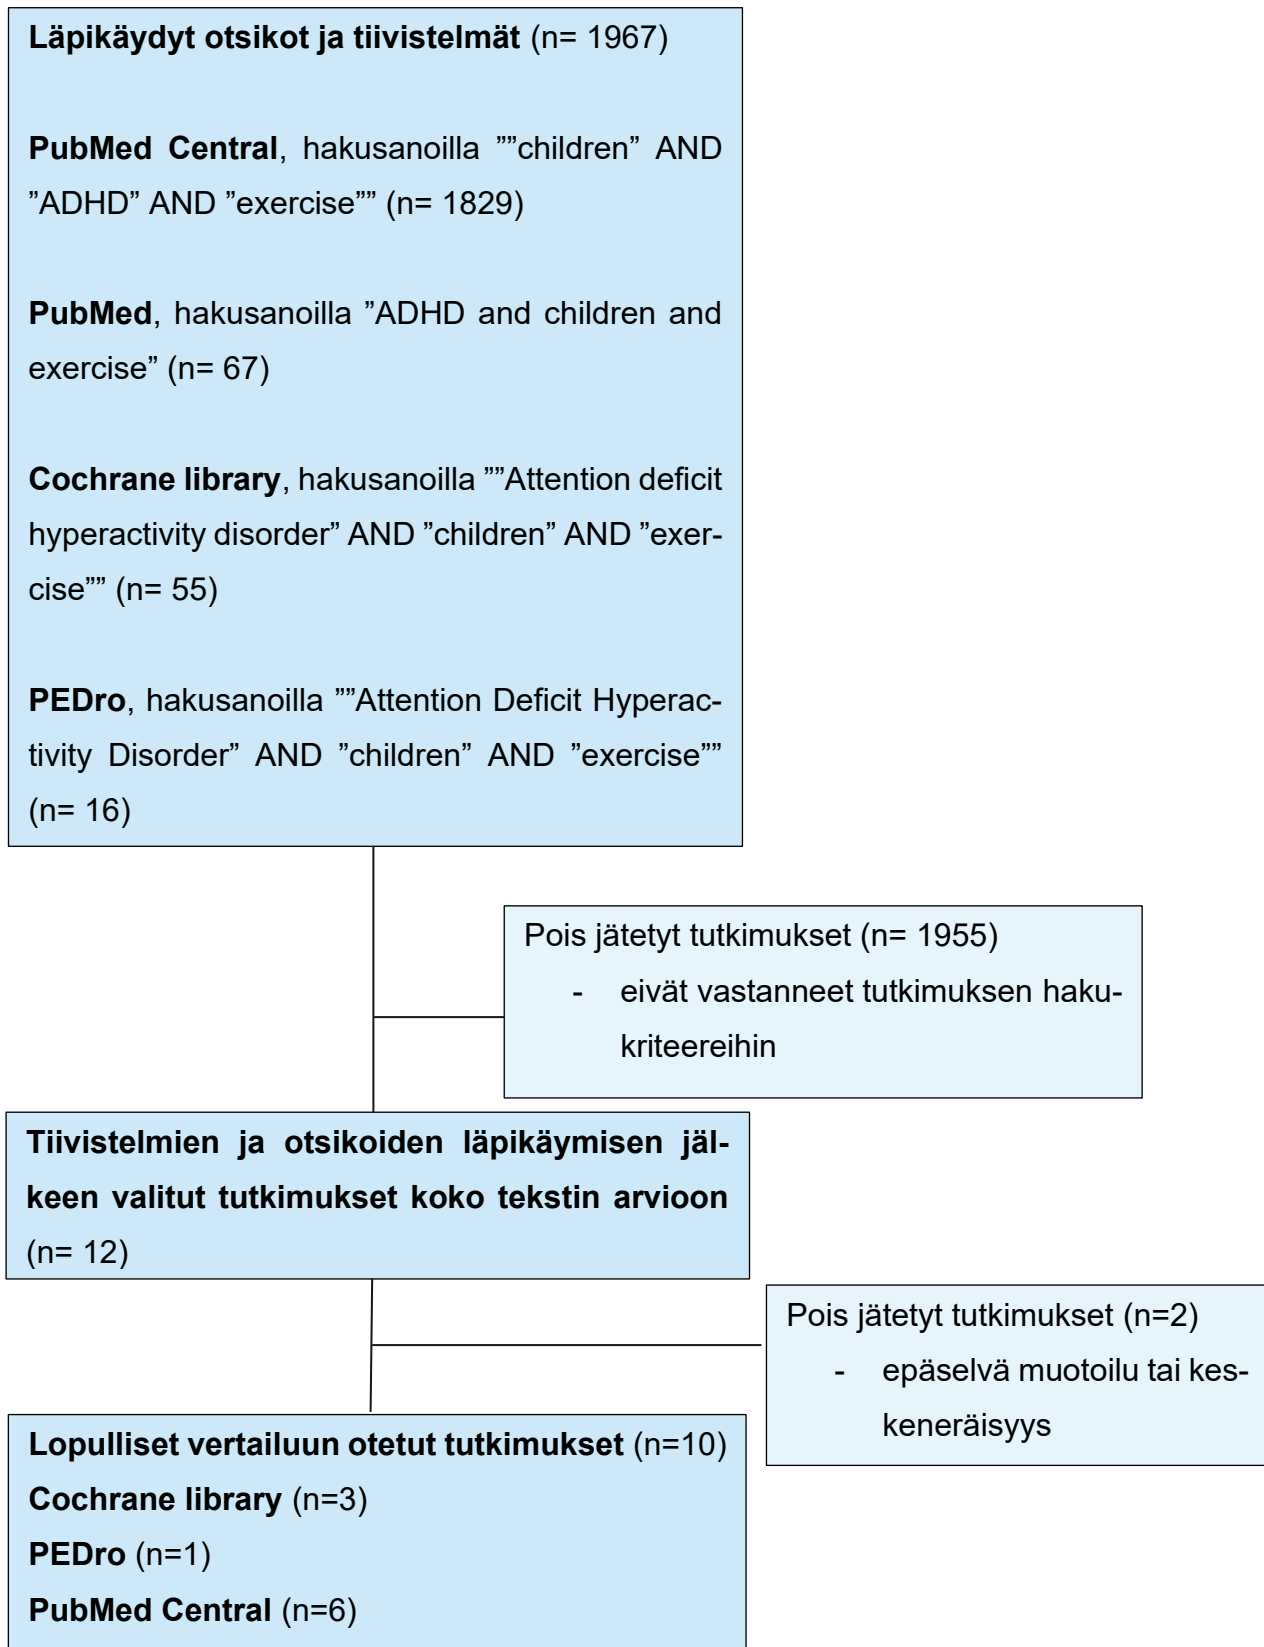 Läpikäydyt otsikot ja tiivistelmät (n= 1967)
PubMed Central, hakusanoilla ””children” AND
”ADHD” AND ”exercise”” (n= 1829)
PubMed, hakusanoilla ”ADHD and children and
exercise” (n= 67)
Cochrane library, hakusanoilla ””Attention deficit
hyperactivity disorder” AND ”children” AND ”exer-
cise”” (n= 55)
PEDro, hakusanoilla ””Attention Deficit Hyperac-
tivity Disorder” AND ”children” AND ”exercise””
(n= 16)
Pois jätetyt tutkimukset (n= 1955)
- eivät vastanneet tutkimuksen haku-
kriteereihin
Tiivistelmien ja otsikoiden läpikäymisen jäl-
keen valitut tutkimukset koko tekstin arvioon
(n= 12)
Pois jätetyt tutkimukset (n=2)
- epäselvä muotoilu tai kes-
keneräisyys
Lopulliset vertailuun otetut tutkimukset (n=10)
Cochrane library (n=3)
PEDro (n=1)
PubMed Central (n=6)